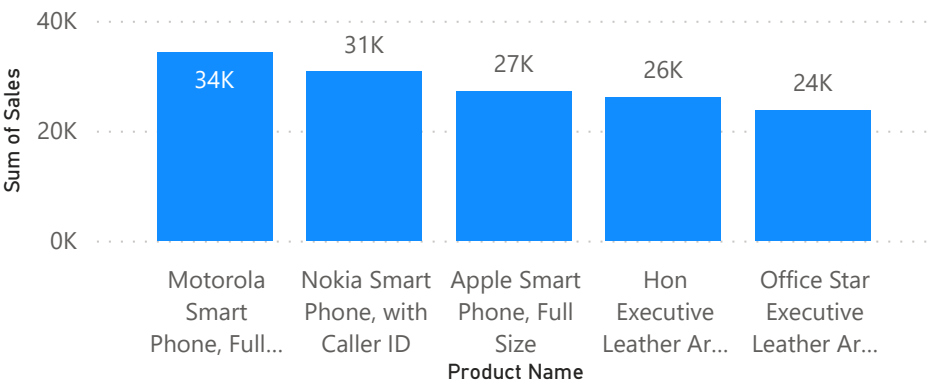 40K
20K
0K
Sum of Sales
34K
31K
27K
26K
24K
Motorola
Smart
Phone, Full...
Nokia Smart
Phone, with
Caller ID
Apple Smart
Phone, Full
Size
Hon
Executive
Leather Ar...
Office Star
Executive
Leather Ar...
Product Name